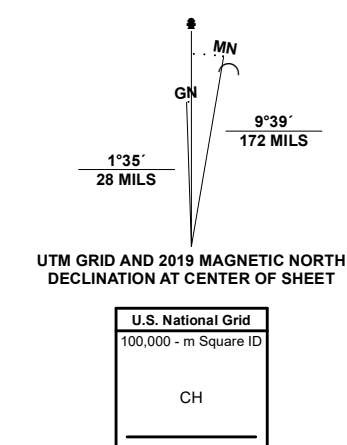 MN
GN
9°39´
172 MILS
1°35´
28 MILS
UTM GRID AND 2019 MAGNETIC NORTH
DECLINATION AT CENTER OF SHEET
U.S. National Grid
100,000 - m Square ID
CH